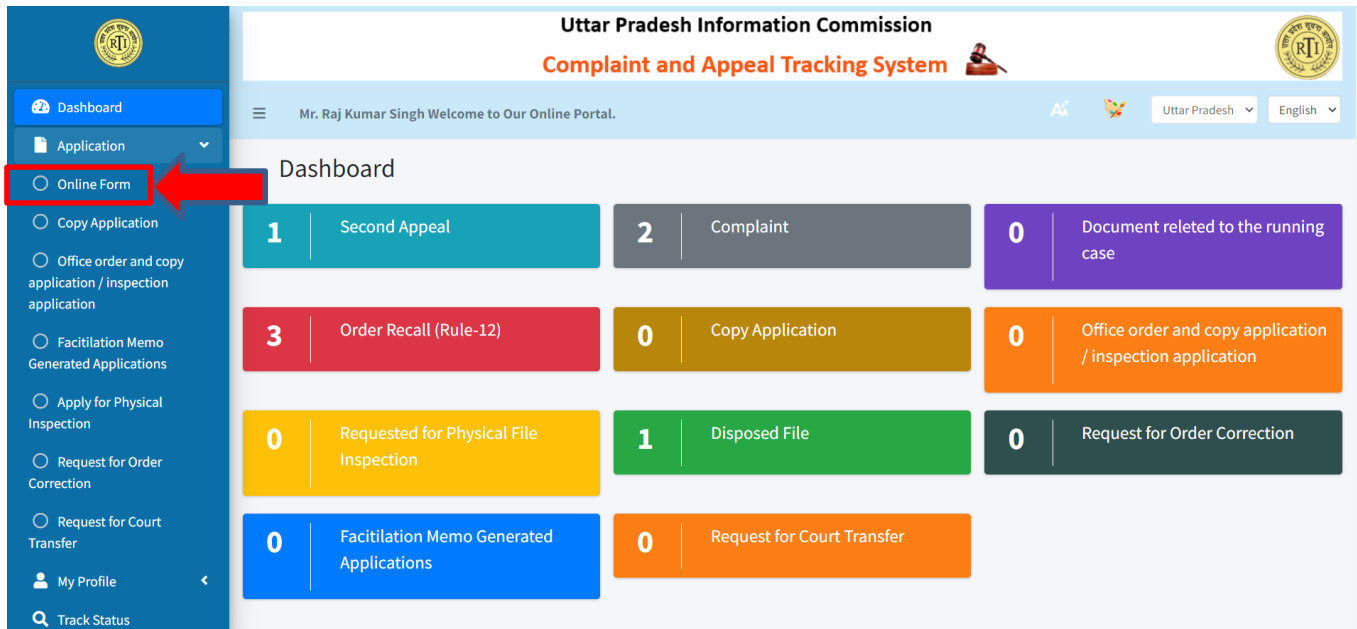 Uttar Pradesh Information Commission
Complaint and Appeal Tracking System
RTI
RTI
Dashboard
Application
Online Form
Copy Application
Office order and copy
application / inspection
application
Facitilation Memo
Generated Applications
Apply for Physical
Inspection
Request for Order
Correction
Request for Court
Transfer
My Profile
Track Status
Mr. Raj Kumar Singh Welcome to Our Online Portal.
Uttar Pradesh
English
Dashboard
1 Second Appeal
2 Complaint
0 Document releted to the running
case
3 Order Recall (Rule-12)
0 Copy Application
0 Office order and copy application
/ inspection application
0 Requested for Physical File
Inspection
1 Disposed File
0 Request for Order Correction
0 Facitilation Memo Generated
Applications
0 Request for Court Transfer